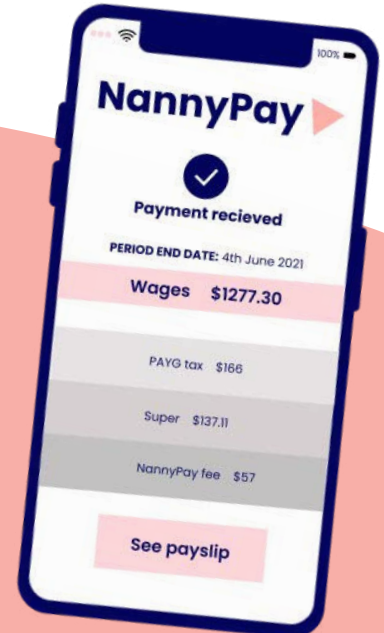 100%
NannyPay
Payment recieved
PERIOD END DATE: 4th June 2021
Wages $1277.30
PAYG tax $166
Super $137.11
NannyPay fee $57
See payslip